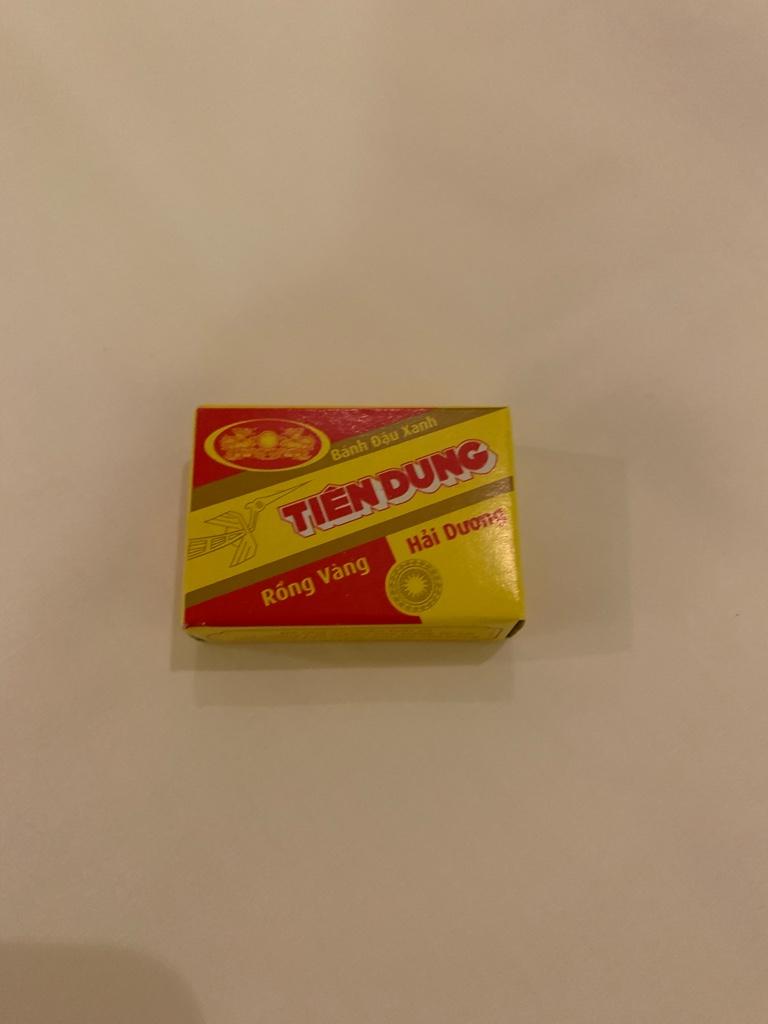 Bánh Đậu Xanh
TIÊN DUNG
Rồng Vàng
Hải Dương